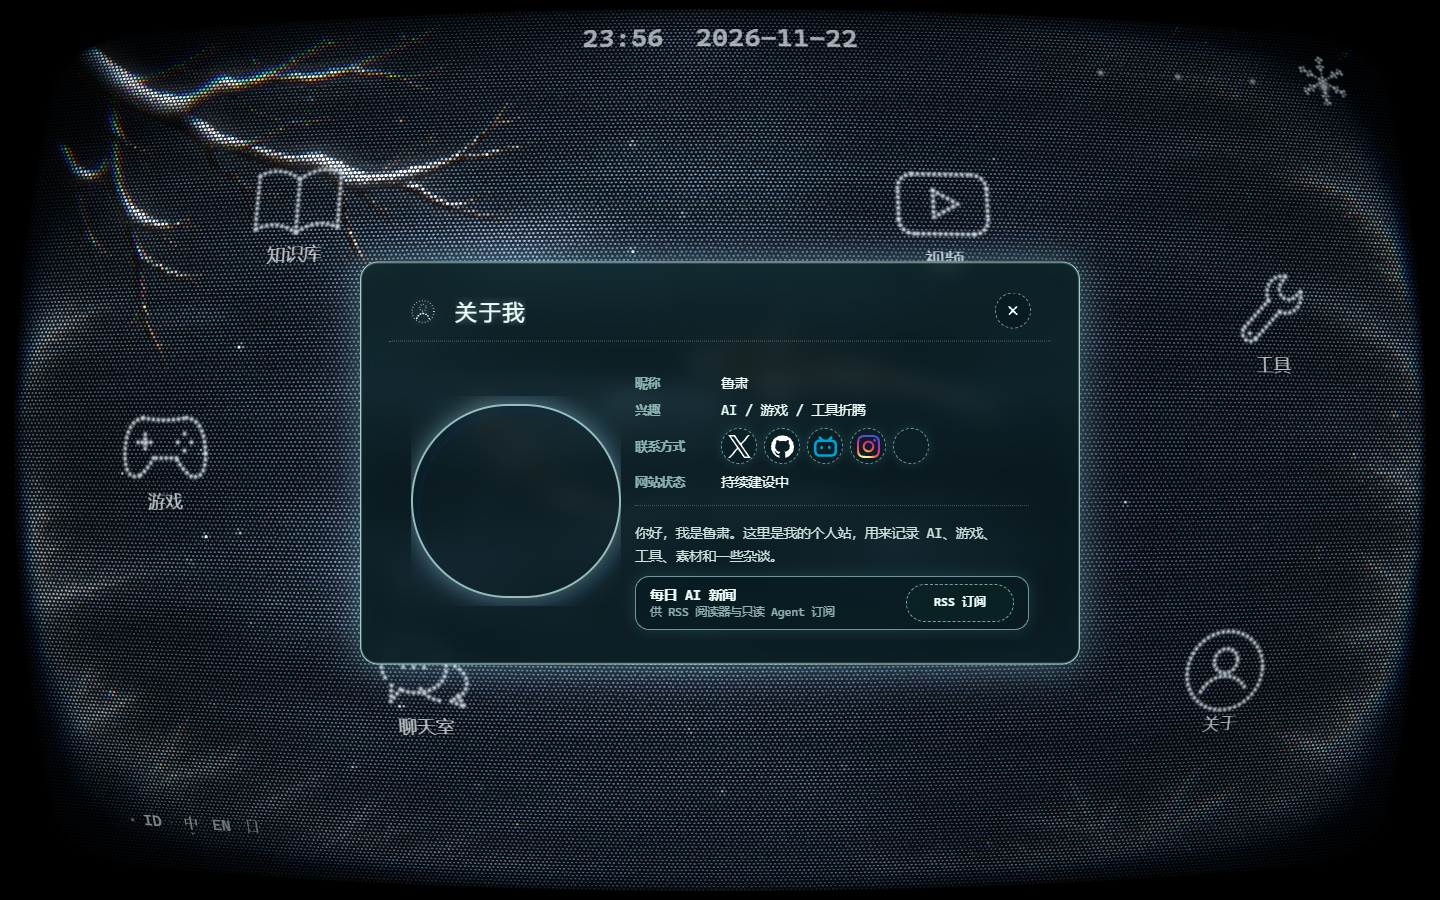 23:56 2026-11-22
知识库
视频
工具
游戏
关于我
昵称 鲁肃
兴趣 AI / 游戏 / 工具折腾
联系方式
网站状态 持续建设中
你好，我是鲁肃。这里是我的个人站，用来记录 AI、游戏、
工具、素材和一些杂谈。
每日 AI 新闻
供 RSS 阅读器与只读 Agent 订阅
RSS 订阅
聊天室
关于
· ID 中 EN 日